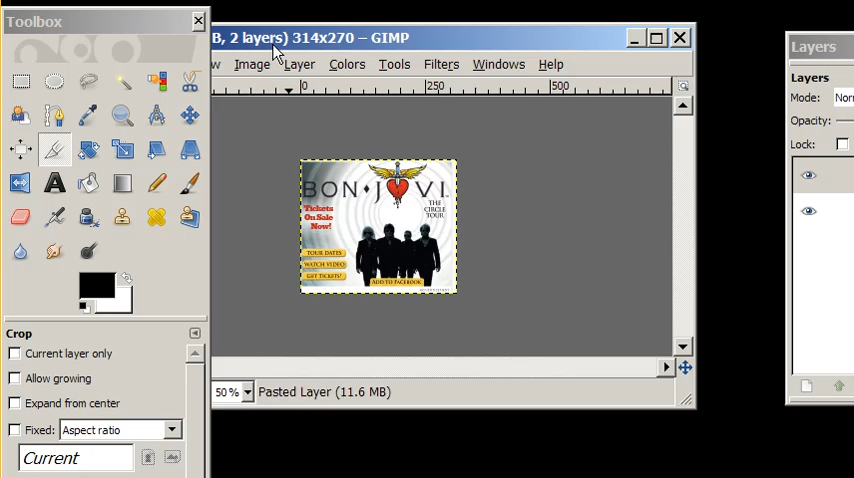 Toolbox
B, 2 layers) 314x270 – GIMP
w Image Layer Colors Tools Filters Windows Help
0 250 500
BON JOVI
THE
CIRCLE
TOUR
Tickets
On Sale
Now!
TOUR DATES
WATCH VIDEO
GET TICKETS!
ADD TO FACEBOOK
50% Pasted Layer (11.6 MB)
Crop
Current layer only
Allow growing
Expand from center
Fixed: Aspect ratio
Current
Layers
Layers
Mode: Nor
Opacity:
Lock: